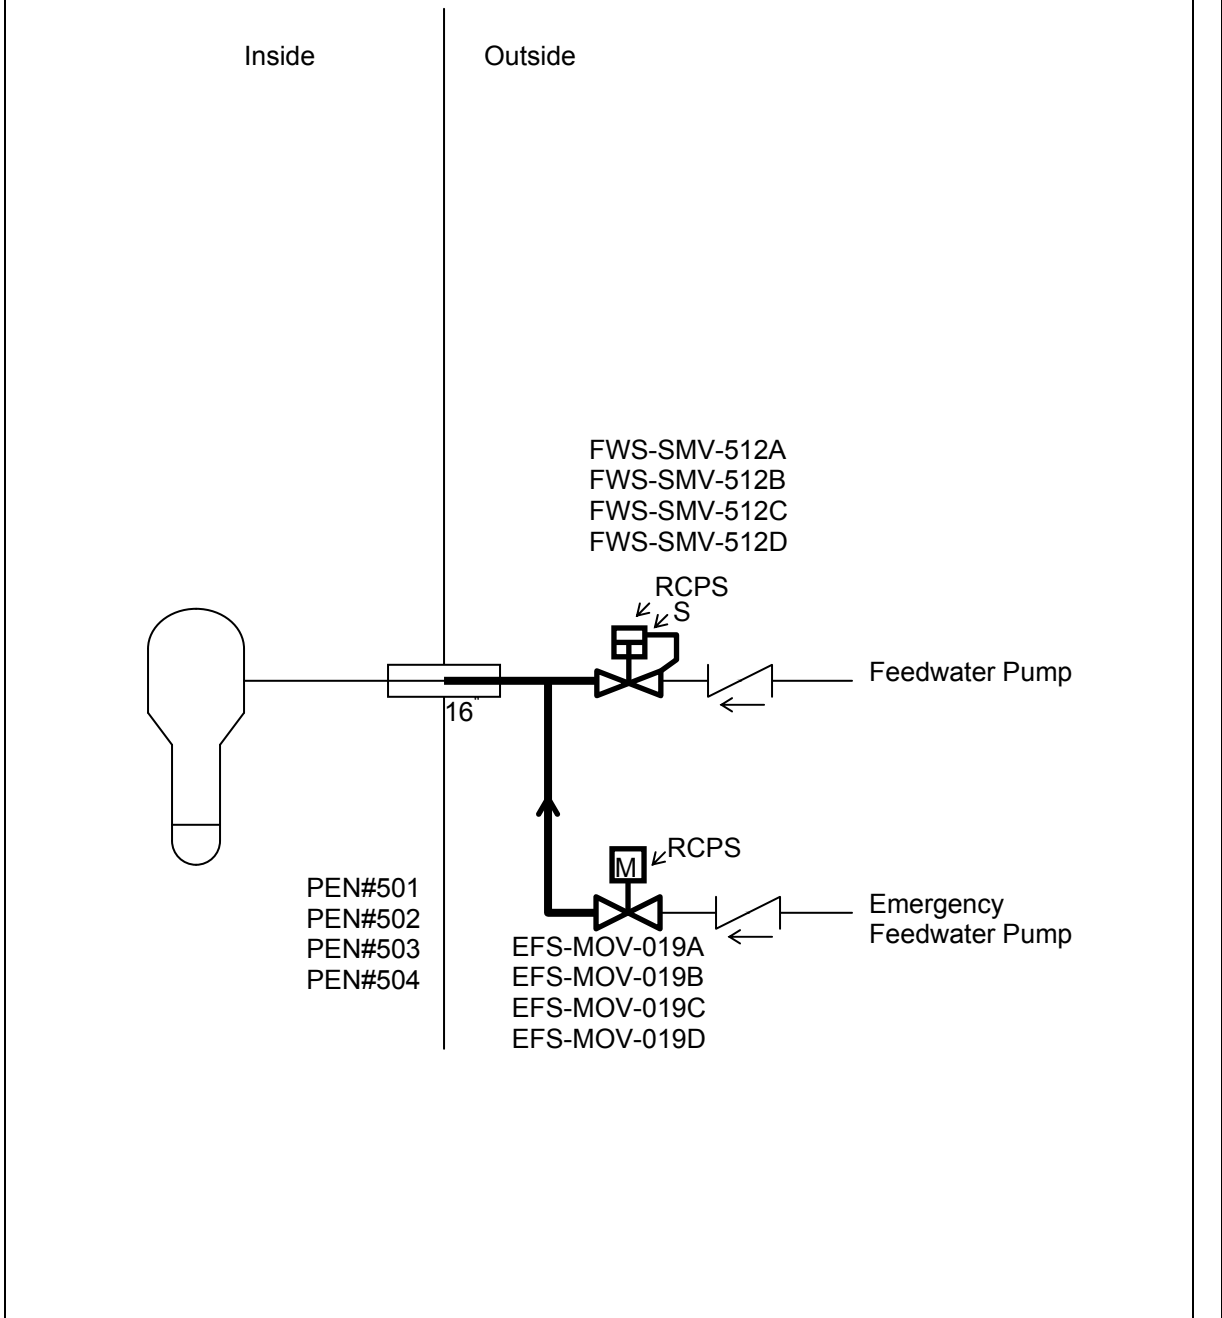 Inside
Outside
FWS-SMV-512A
FWS-SMV-512B
FWS-SMV-512C
FWS-SMV-512D
RCPS
S
Feedwater Pump
16"
M
RCPS
PEN#501
PEN#502
PEN#503
PEN#504
Emergency
Feedwater Pump
EFS-MOV-019A
EFS-MOV-019B
EFS-MOV-019C
EFS-MOV-019D